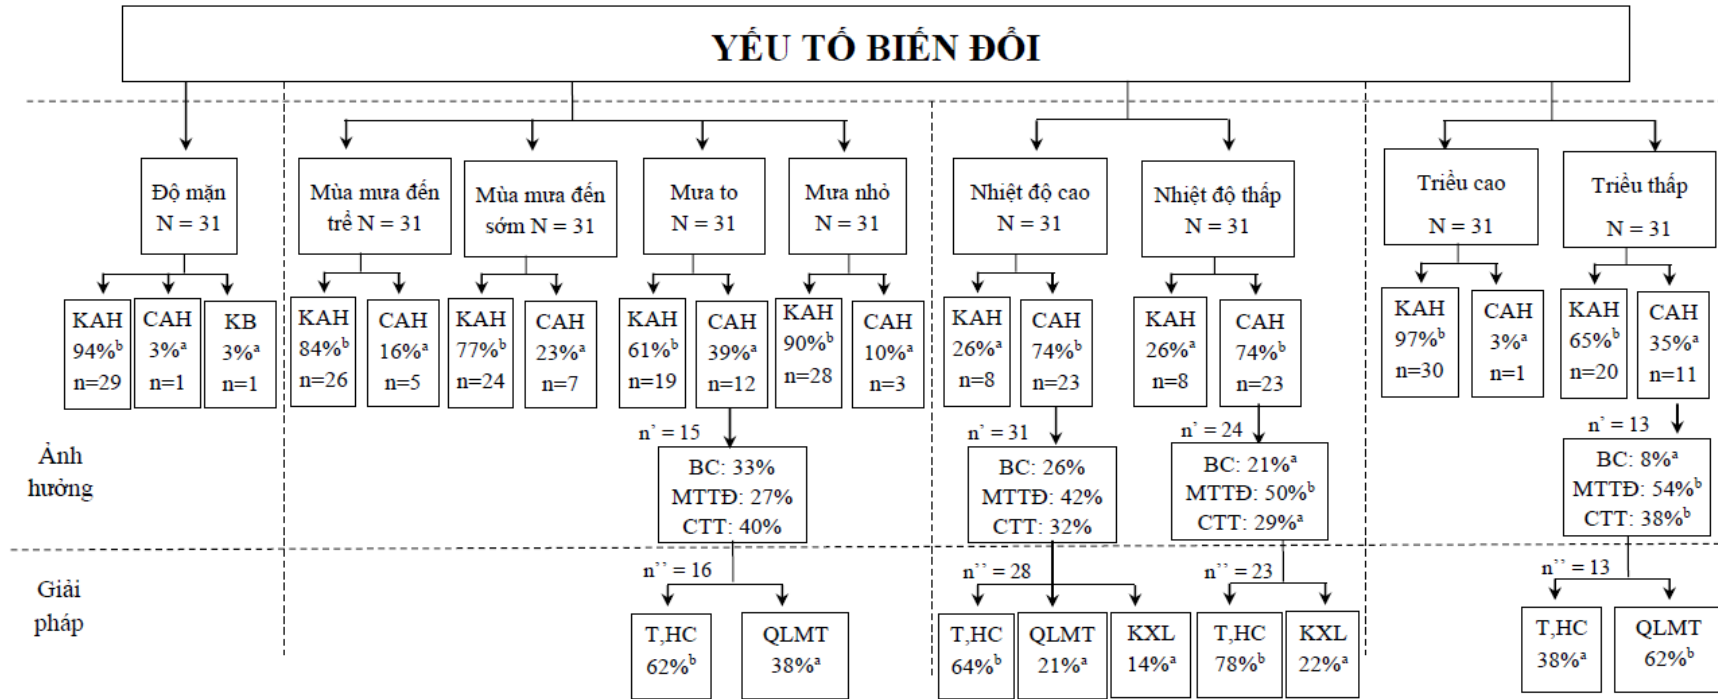 YẾU TỐ BIẾN ĐỔI
Độ mặn
N = 31
Mùa mưa đến
trể N = 31
Mùa mưa đến
sớm N = 31
Mưa to
N = 31
Mưa nhỏ
N = 31
Nhiệt độ cao
N = 31
Nhiệt độ thấp
N = 31
Triều cao
N = 31
Triều thấp
N = 31
KAH
94%ᵇ
n=29
CAH
3%ᵃ
n=1
KB
3%ᵃ
n=1
KAH
84%ᵇ
n=26
CAH
16%ᵃ
n=5
KAH
77%ᵇ
n=24
CAH
23%ᵃ
n=7
KAH
61%ᵇ
n=19
CAH
39%ᵃ
n=12
KAH
90%ᵇ
n=28
CAH
10%ᵃ
n=3
KAH
26%ᵃ
n=8
CAH
74%ᵇ
n=23
KAH
26%ᵃ
n=8
CAH
74%ᵇ
n=23
KAH
97%ᵇ
n=30
CAH
3%ᵃ
n=1
KAH
65%ᵇ
n=20
CAH
35%ᵃ
n=11
Ảnh
hưởng
n' = 15
BC: 33%
MTTĐ: 27%
CTT: 40%
n' = 31
BC: 26%
MTTĐ: 42%
CTT: 32%
n' = 24
BC: 21%ᵃ
MTTĐ: 50%ᵇ
CTT: 29%ᵃ
n' = 13
BC: 8%ᵃ
MTTĐ: 54%ᵇ
CTT: 38%ᵇ
Giải
pháp
n'' = 16
T,HC
62%ᵇ
QLMT
38%ᵃ
n'' = 28
T,HC
64%ᵇ
QLMT
21%ᵃ
KXL
14%ᵃ
n'' = 23
T,HC
78%ᵇ
KXL
22%ᵃ
n'' = 13
T,HC
38%ᵃ
QLMT
62%ᵇ